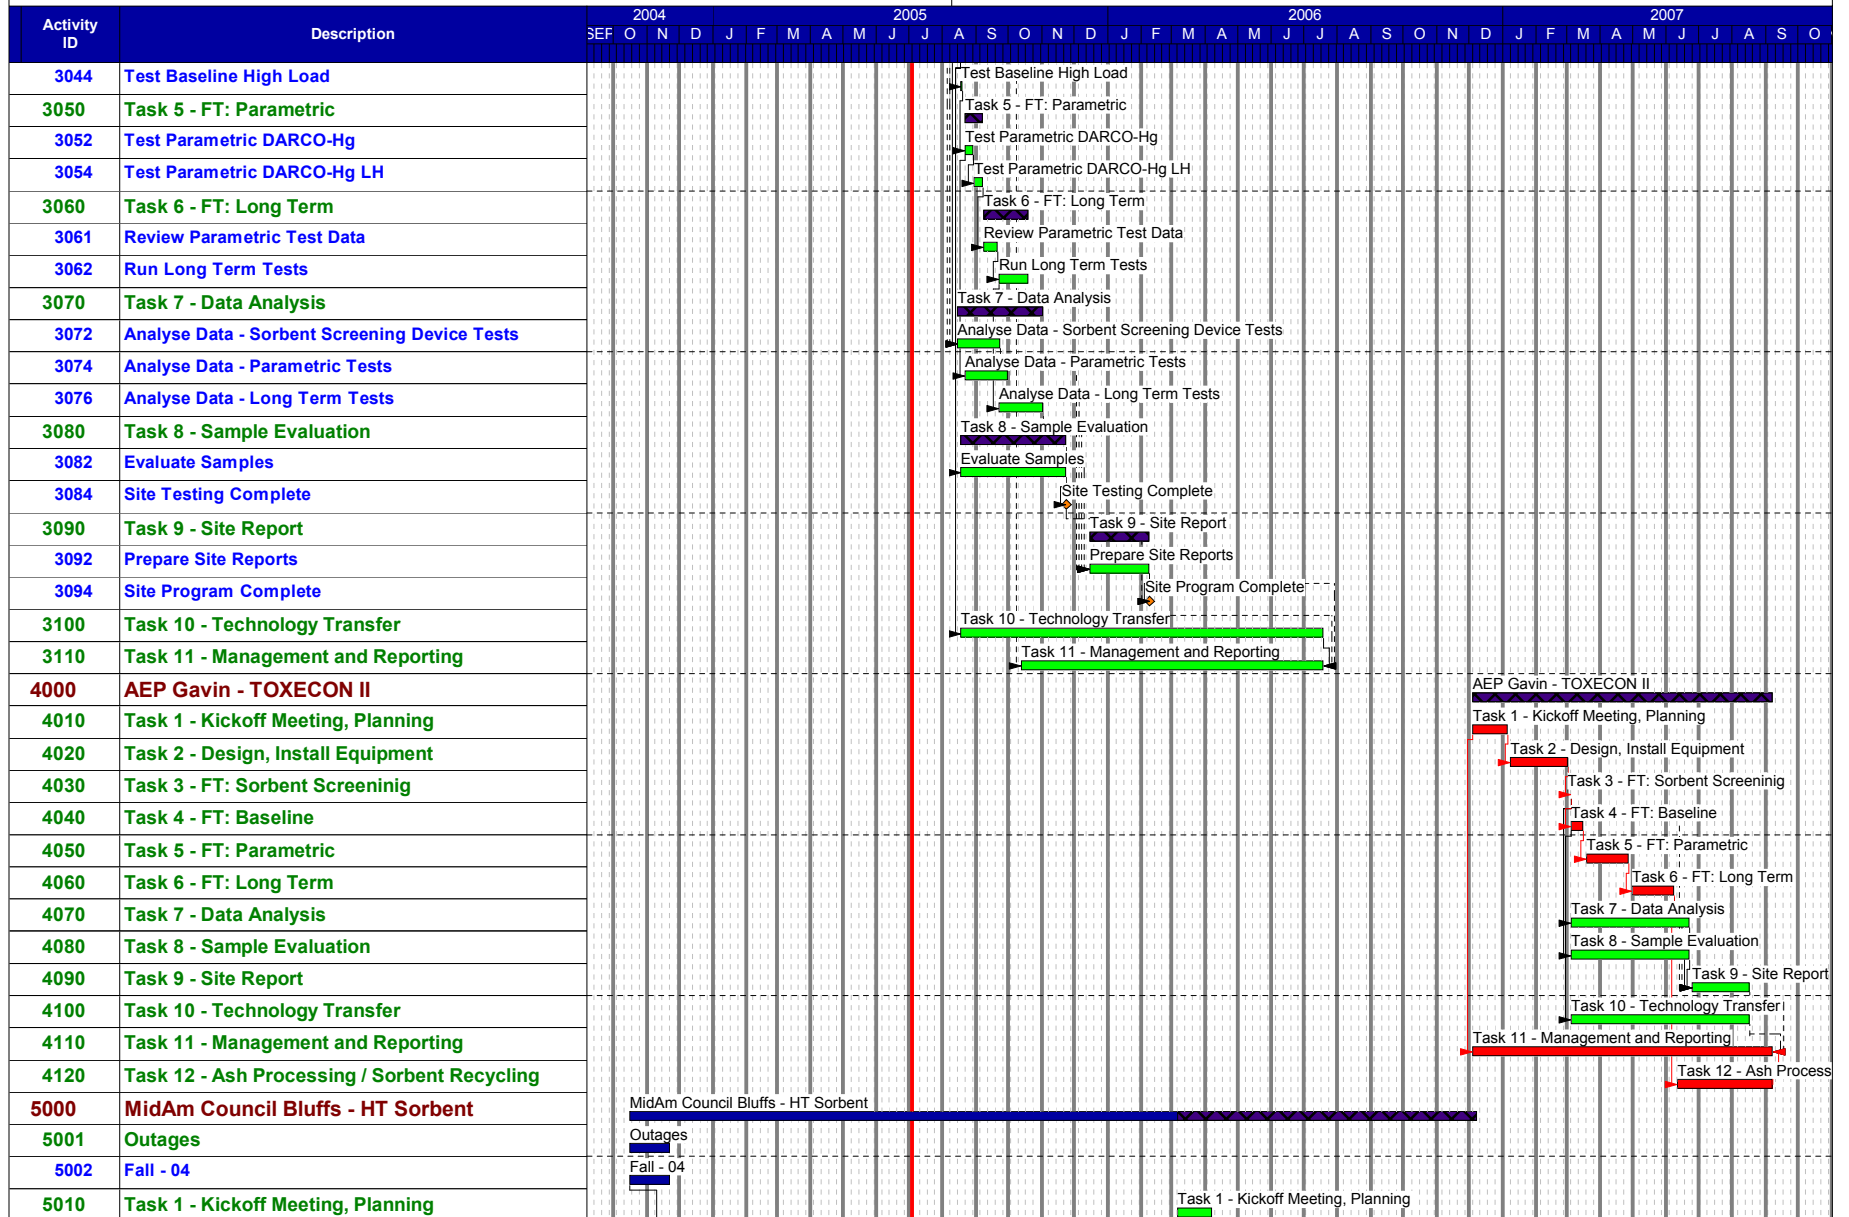 2004 2005 2006 2007
Activity ID Description
SEP O N D J F M A M J J A S O N D J F M A M J J A S O N D J F M A M J J A S O
3044 Test Baseline High Load Test Baseline High Load
3050 Task 5 - FT: Parametric Task 5 - FT: Parametric
3052 Test Parametric DARCO-Hg Test Parametric DARCO-Hg
3054 Test Parametric DARCO-Hg LH Test Parametric DARCO-Hg LH
3060 Task 6 - FT: Long Term Task 6 - FT: Long Term
3061 Review Parametric Test Data Review Parametric Test Data
3062 Run Long Term Tests Run Long Term Tests
3070 Task 7 - Data Analysis Task 7 - Data Analysis
3072 Analyse Data - Sorbent Screening Device Tests Analyse Data - Sorbent Screening Device Tests
3074 Analyse Data - Parametric Tests Analyse Data - Parametric Tests
3076 Analyse Data - Long Term Tests Analyse Data - Long Term Tests
3080 Task 8 - Sample Evaluation Task 8 - Sample Evaluation
3082 Evaluate Samples Evaluate Samples
3084 Site Testing Complete Site Testing Complete
3090 Task 9 - Site Report Task 9 - Site Report
3092 Prepare Site Reports Prepare Site Reports
3094 Site Program Complete Site Program Complete
3100 Task 10 - Technology Transfer Task 10 - Technology Transfer
3110 Task 11 - Management and Reporting Task 11 - Management and Reporting
4000 AEP Gavin - TOXECON II AEP Gavin - TOXECON II
4010 Task 1 - Kickoff Meeting, Planning Task 1 - Kickoff Meeting, Planning
4020 Task 2 - Design, Install Equipment Task 2 - Design, Install Equipment
4030 Task 3 - FT: Sorbent Screeninig Task 3 - FT: Sorbent Screeninig
4040 Task 4 - FT: Baseline Task 4 - FT: Baseline
4050 Task 5 - FT: Parametric Task 5 - FT: Parametric
4060 Task 6 - FT: Long Term Task 6 - FT: Long Term
4070 Task 7 - Data Analysis Task 7 - Data Analysis
4080 Task 8 - Sample Evaluation Task 8 - Sample Evaluation
4090 Task 9 - Site Report Task 9 - Site Report
4100 Task 10 - Technology Transfer Task 10 - Technology Transfer
4110 Task 11 - Management and Reporting Task 11 - Management and Reporting
4120 Task 12 - Ash Processing / Sorbent Recycling Task 12 - Ash Process
5000 MidAm Council Bluffs - HT Sorbent MidAm Council Bluffs - HT Sorbent
5001 Outages Outages
5002 Fall - 04 Fall - 04
5010 Task 1 - Kickoff Meeting, Planning Task 1 - Kickoff Meeting, Planning